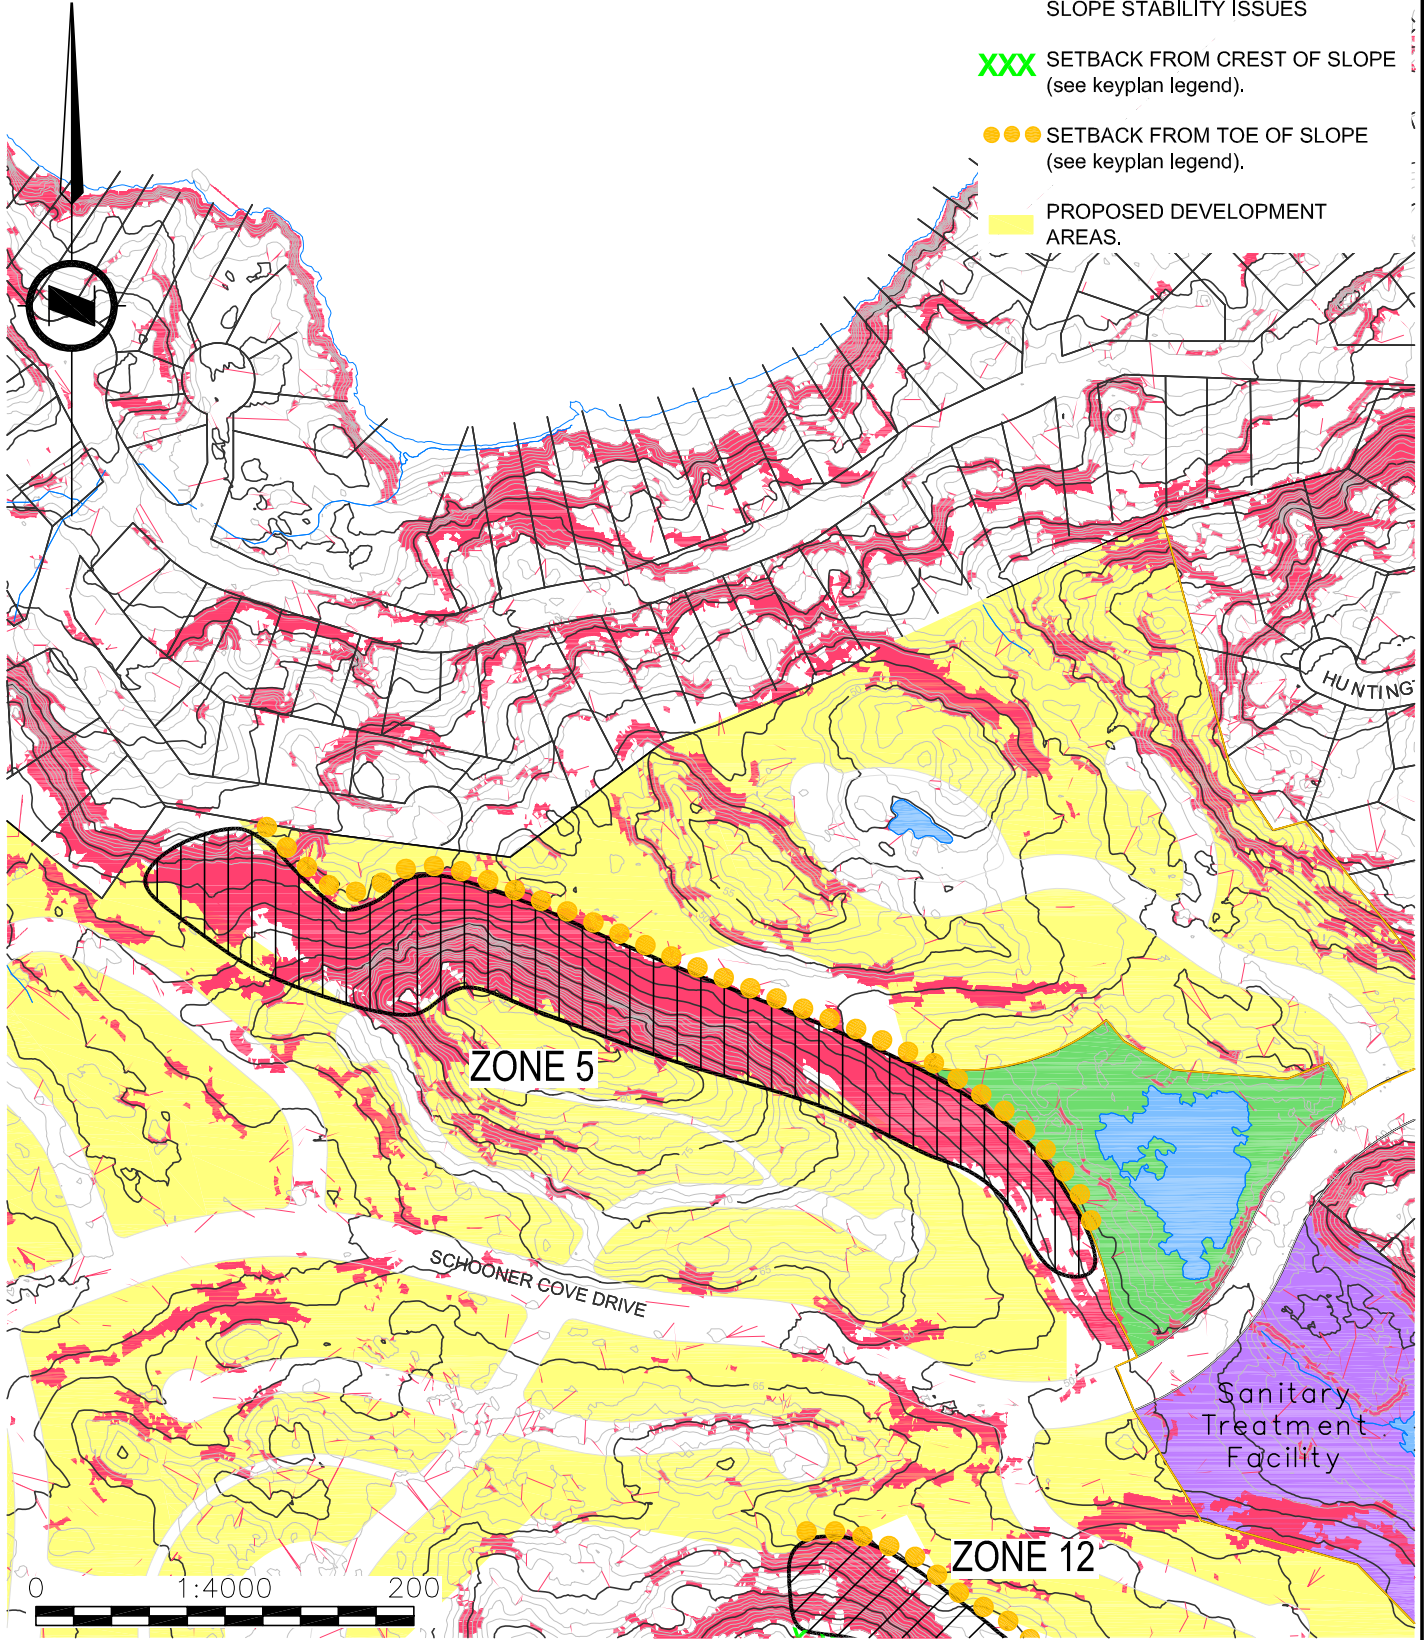 SLOPE STABILITY ISSUES
XXX SETBACK FROM CREST OF SLOPE
(see keyplan legend).
SETBACK FROM TOE OF SLOPE
(see keyplan legend).
PROPOSED DEVELOPMENT
AREAS.
HUNTING
ZONE 5
SCHOONER COVE DRIVE
Sanitary
Treatment
Facility
ZONE 12
0 1:4000 200